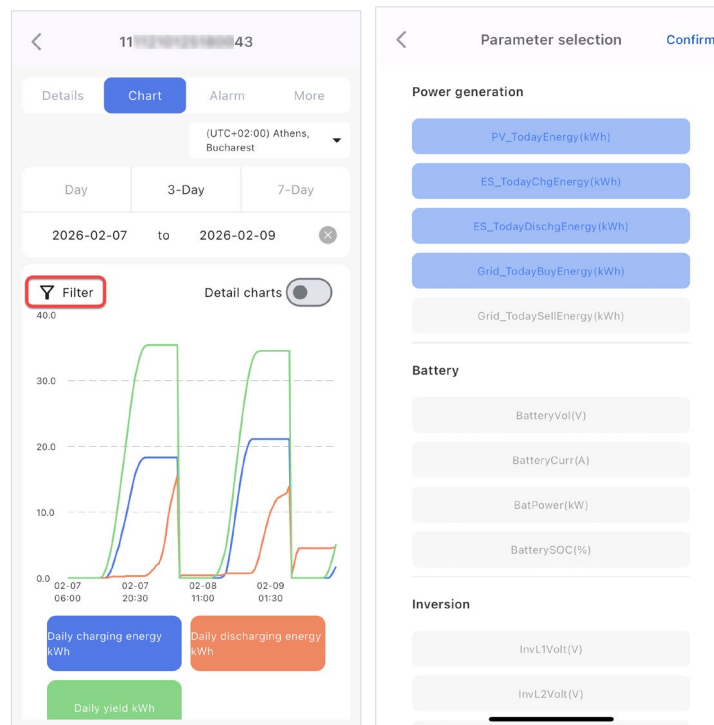 11 43
Details Chart Alarm More
(UTC+02:00) Athens,
Bucharest
Day 3-Day 7-Day
2026-02-07 to 2026-02-09
Filter Detail charts
40.0
30.0
20.0
10.0
0.0
02-07 02-07 02-08 02-09
06:00 20:30 11:00 01:30
Daily charging energy
kWh
Daily discharging energy
kWh
Daily yield kWh
Parameter selection Confirm
Power generation
PV_TodayEnergy(kWh)
ES_TodayChgEnergy(kWh)
ES_TodayDischgEnergy(kWh)
Grid_TodayBuyEnergy(kWh)
Grid_TodaySellEnergy(kWh)
Battery
BatteryVol(V)
BatteryCurr(A)
BatPower(kW)
BatterySOC(%)
Inversion
InvL1Volt(V)
InvL2Volt(V)